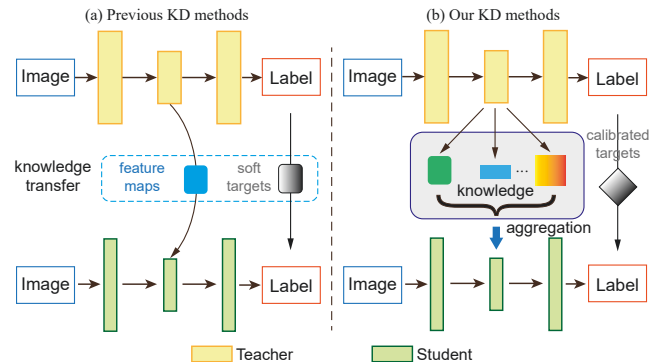 (a) Previous KD methods
Image
Label
knowledge
transfer
feature
maps
soft
targets
Image
Label
(b) Our KD methods
Image
Label
calibrated
targets
...
knowledge
aggregation
Image
Label
Teacher
Student